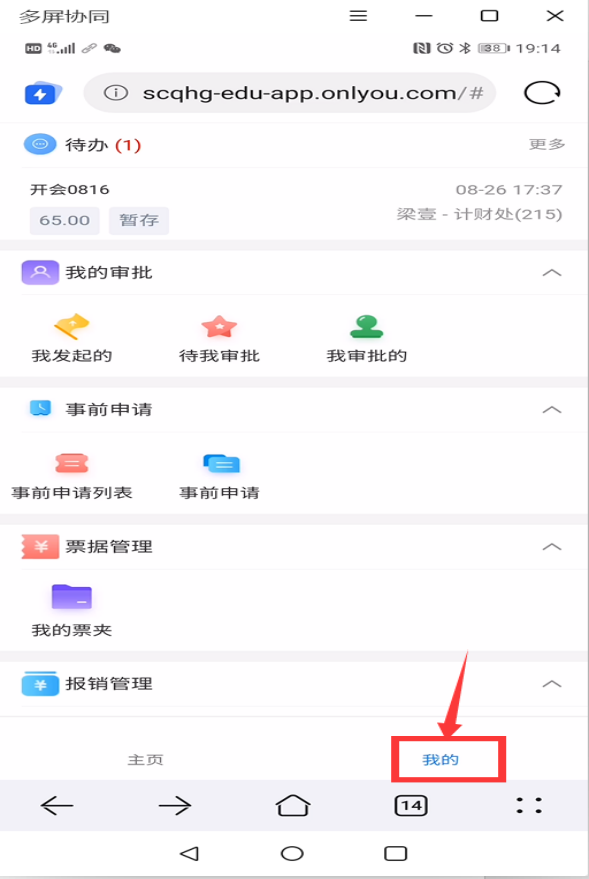 多屏协同
HD 4G 38 19:14
scqhg-edu-app.onlyou.com/#
待办 (1) 更多
开会0816 08-26 17:37
65.00 暂存 梁壹 - 计财处(215)
我的审批
我发起的 待我审批 我审批的
事前申请
事前申请列表 事前申请
¥ 票据管理
我的票夹
¥ 报销管理
主页 我的
14